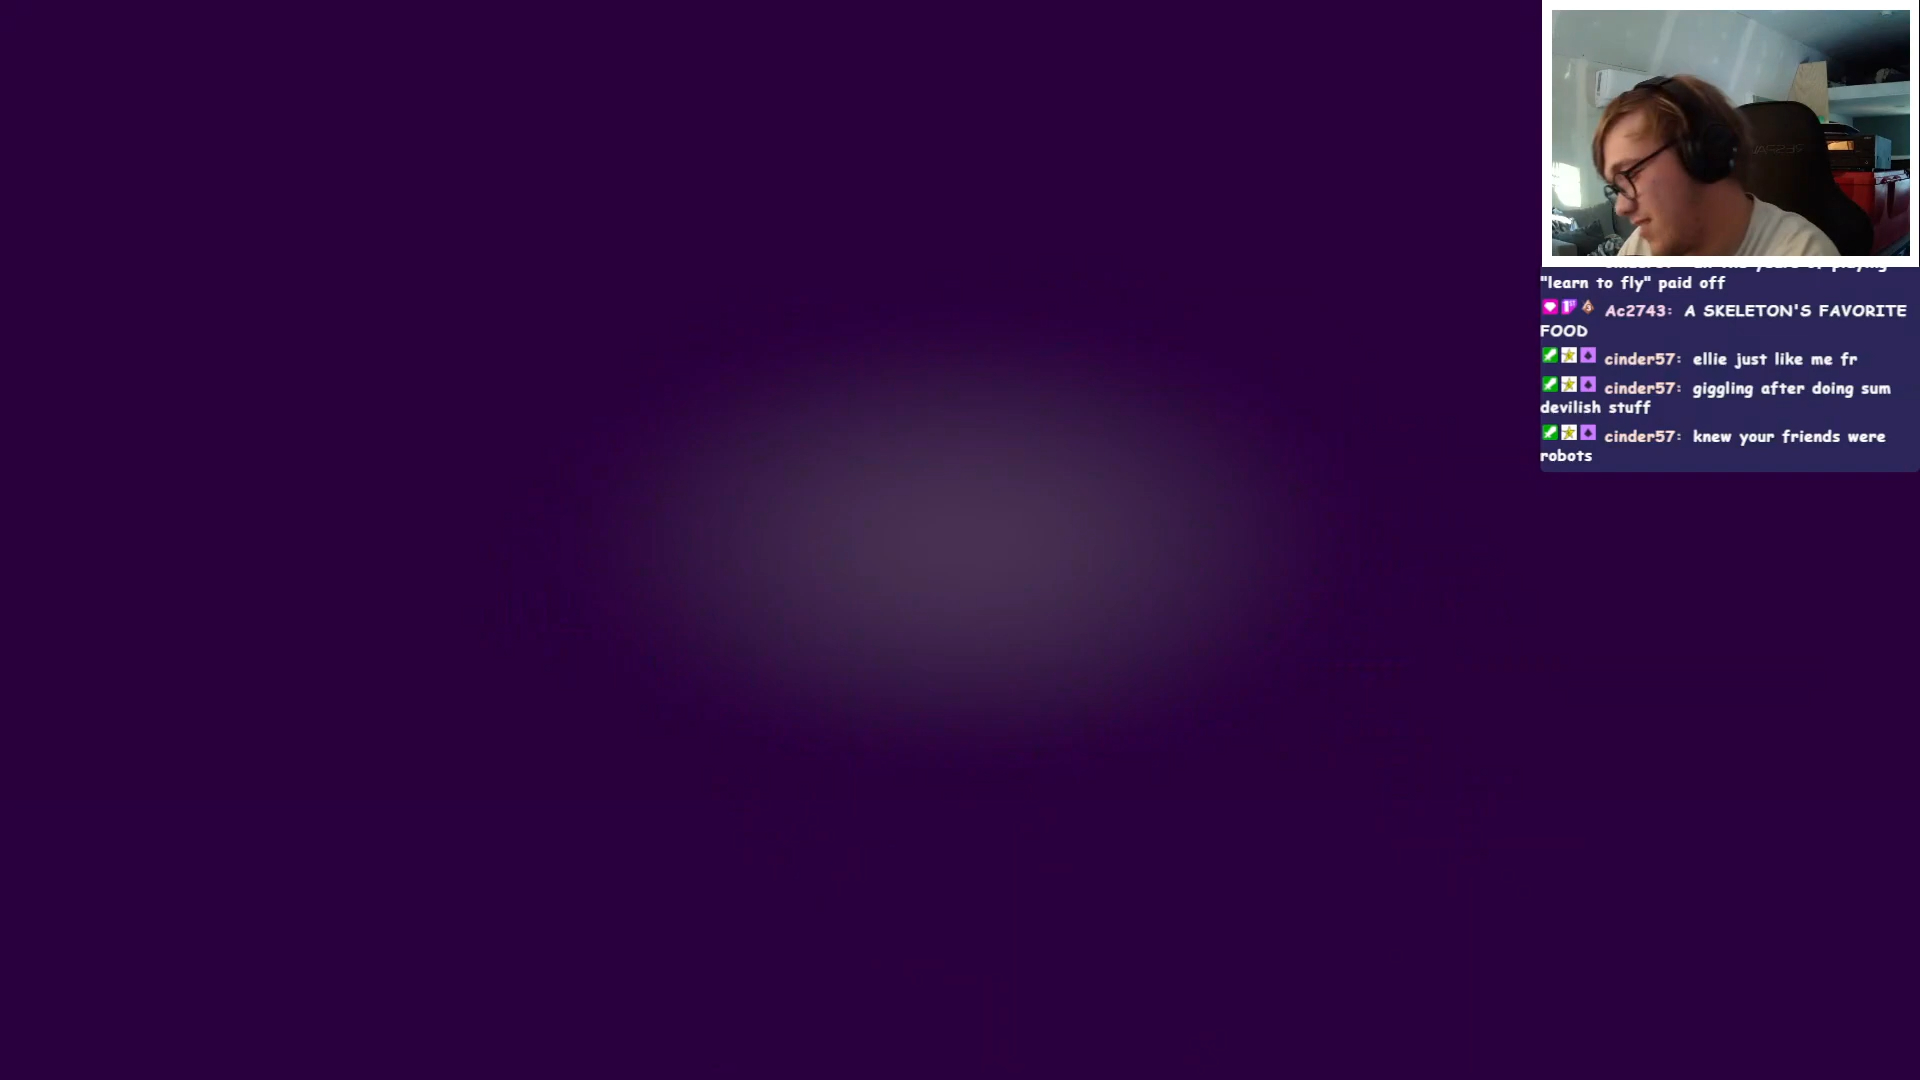 "learn to fly" paid off
Ac2743: A SKELETON'S FAVORITE
FOOD
cinder57: ellie just like me fr
cinder57: giggling after doing sum
devilish stuff
cinder57: knew your friends were
robots